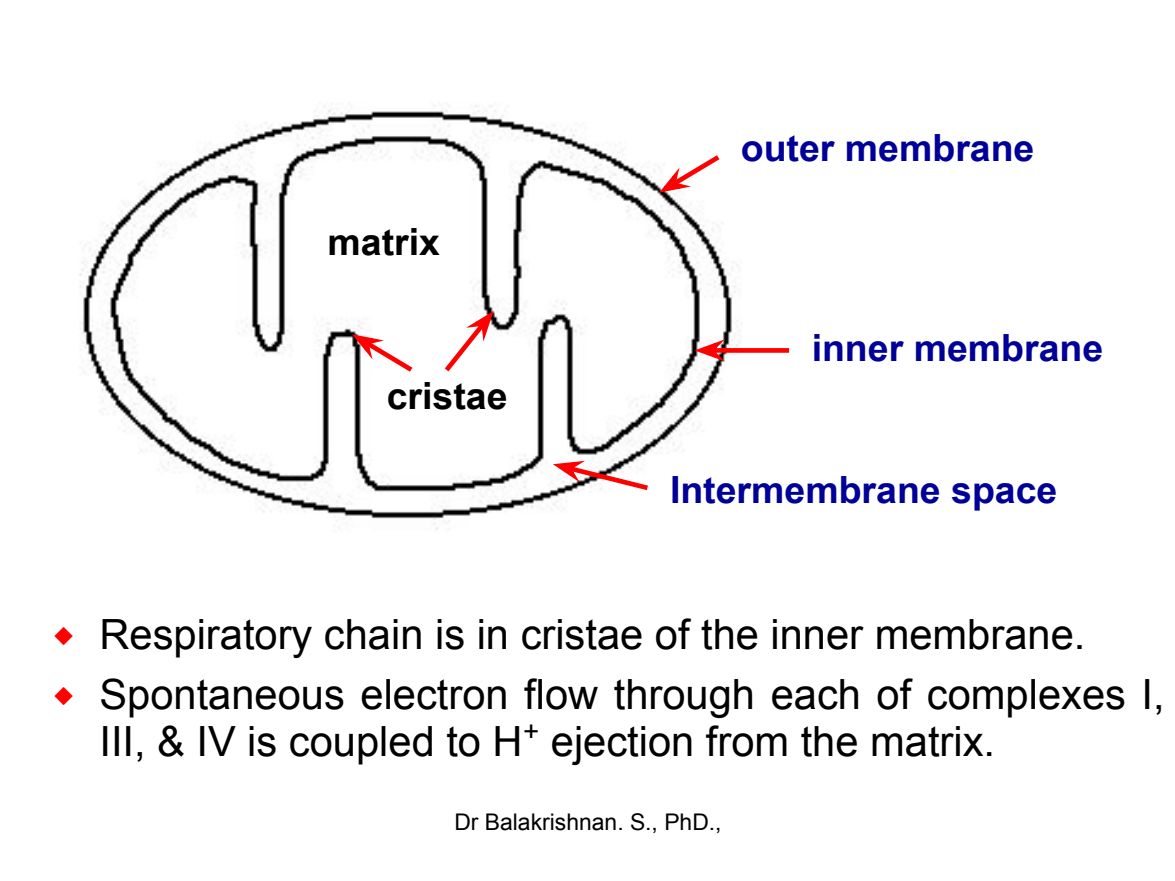 outer membrane
matrix
inner membrane
cristae
Intermembrane space
◆ Respiratory chain is in cristae of the inner membrane.
◆ Spontaneous electron flow through each of complexes I,
III, & IV is coupled to H⁺ ejection from the matrix.
Dr Balakrishnan. S., PhD.,